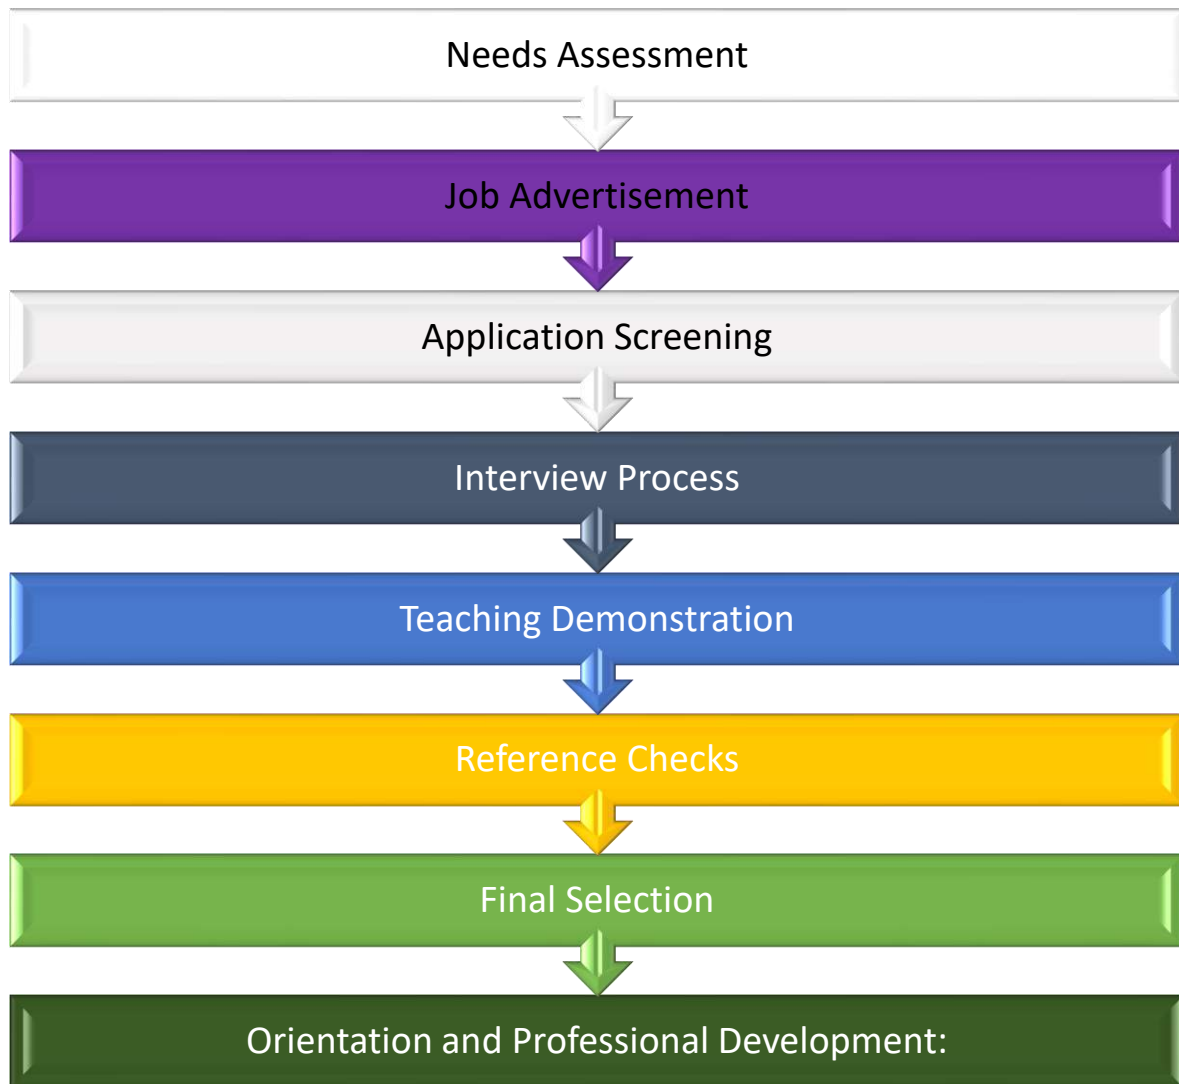 Needs Assessment
Job Advertisement
Application Screening
Interview Process
Teaching Demonstration
Reference Checks
Final Selection
Orientation and Professional Development: